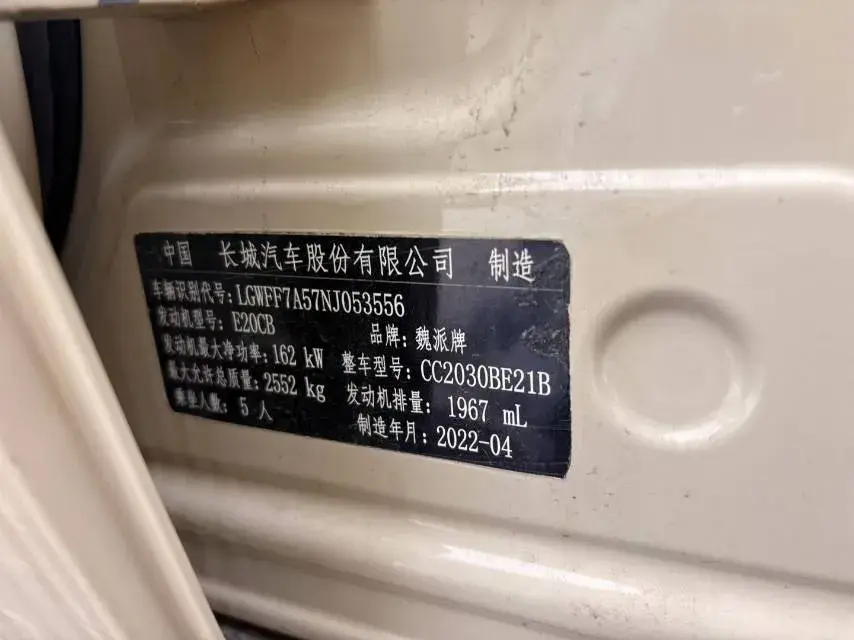 中国 长城汽车股份有限公司 制造
车辆识别代号: LGWFF7A57NJ053556
发动机型号: E20CB 品牌: 魏派牌
发动机最大净功率: 162 kW 整车型号: CC2030BE21B
最大允许总质量: 2552 kg 发动机排量: 1967 mL
乘坐人数: 5 人 制造年月: 2022-04